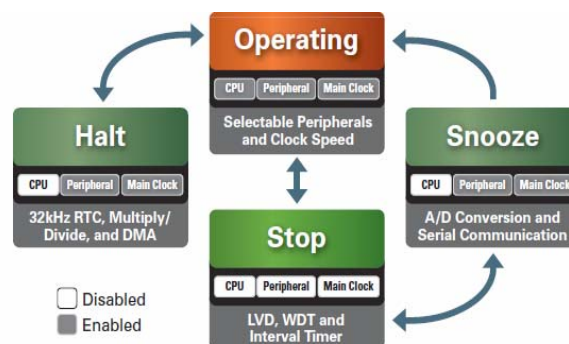 Operating
CPU Peripheral Main Clock
Selectable Peripherals
and Clock Speed
Halt
CPU Peripheral Main Clock
32kHz RTC, Multiply/
Divide, and DMA
Snooze
CPU Peripheral Main Clock
A/D Conversion and
Serial Communication
Stop
CPU Peripheral Main Clock
LVD, WDT and
Interval Timer
Disabled
Enabled